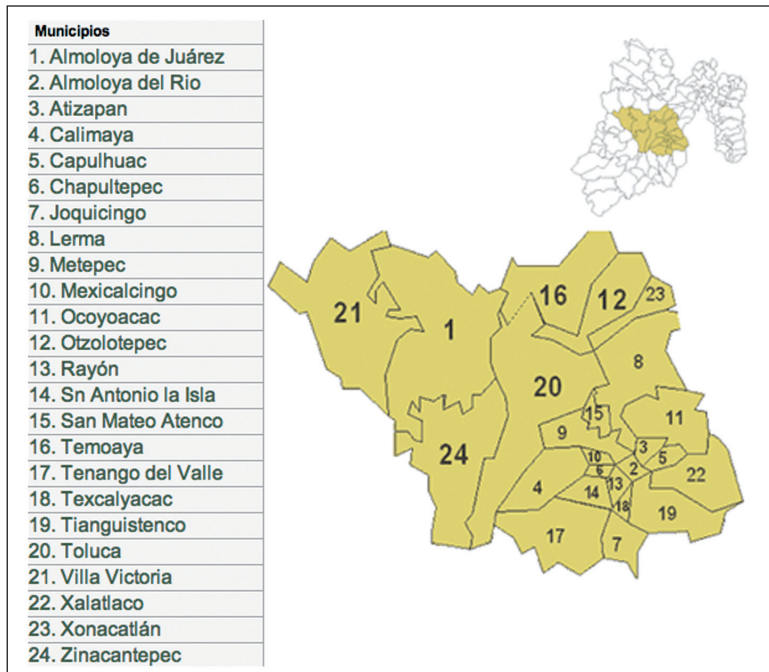 Municipios
1. Almoloya de Juárez
2. Almoloya del Rio
3. Atizapan
4. Calimaya
5. Capulhuac
6. Chapultepec
7. Joquicingo
8. Lerma
9. Metepec
10. Mexicalcingo
11. Ocoyoacac
12. Otzolotepec
13. Rayón
14. Sn Antonio la Isla
15. San Mateo Atenco
16. Temoaya
17. Tenango del Valle
18. Texcalyacac
19. Tianguistenco
20. Toluca
21. Villa Victoria
22. Xalatlaco
23. Xonacatlán
24. Zinacantepec
21
1
16
12
23
8
20
15
11
9
3
24
10
5
6
2
22
13
4
14
18
19
17
7